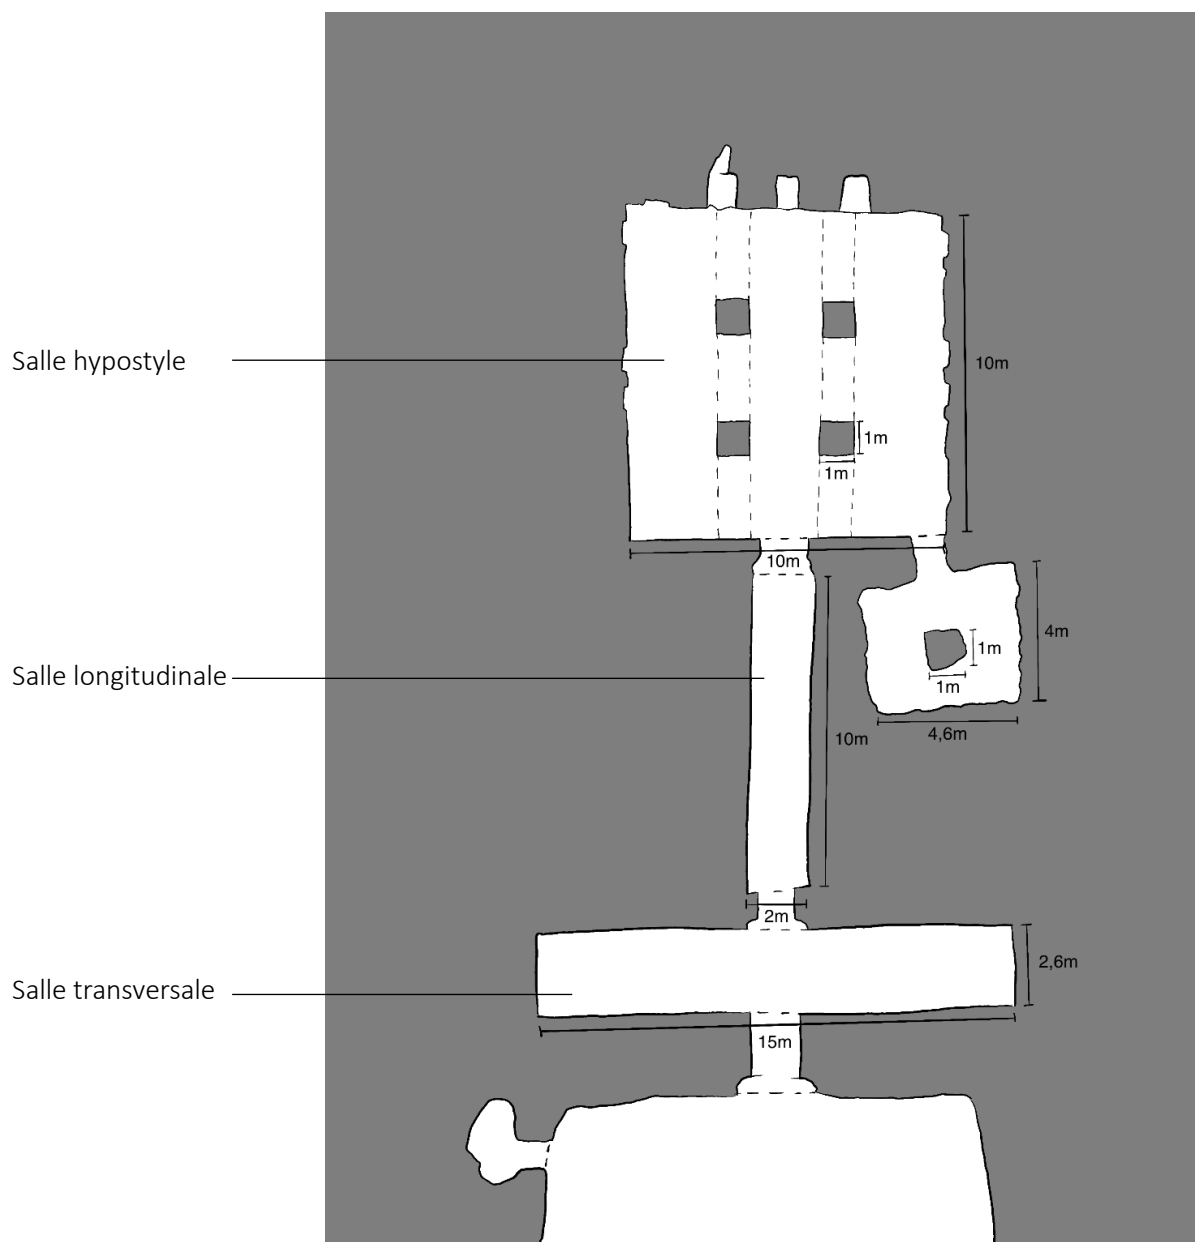 Salle hypostyle
10m
1m
1m
10m
4m
1m
1m
Salle longitudinale
4,6m
10m
2m
2,6m
Salle transversale
15m